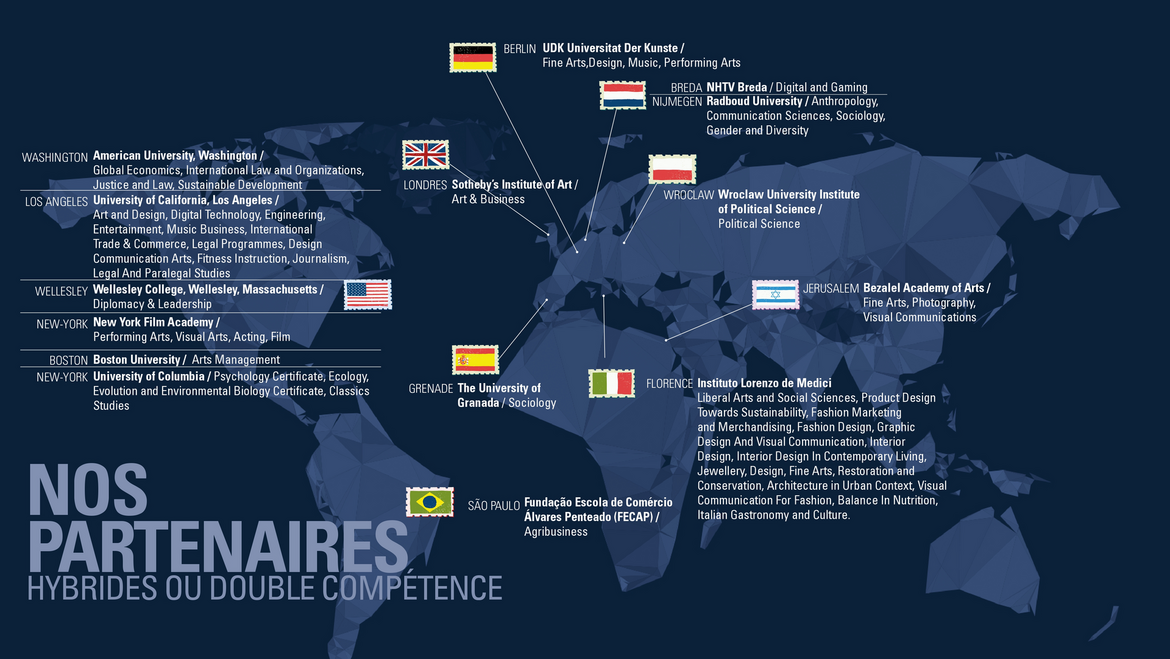 BERLIN UDK Universitat Der Kunste /
Fine Arts,Design, Music, Performing Arts
BREDA NHTV Breda / Digital and Gaming
NIJMEGEN Radboud University / Anthropology,
Communication Sciences, Sociology,
Gender and Diversity
WASHINGTON American University, Washington /
Global Economics, International Law and Organizations,
Justice and Law, Sustainable Development
LOS ANGELES University of California, Los Angeles /
Art and Design, Digital Technology, Engineering,
Entertainment, Music Business, International
Trade & Commerce, Legal Programmes, Design
Communication Arts, Fitness Instruction, Journalism,
Legal And Paralegal Studies
WELLESLEY Wellesley College, Wellesley, Massachusetts /
Diplomacy & Leadership
NEW-YORK New York Film Academy /
Performing Arts, Visual Arts, Acting, Film
BOSTON Boston University / Arts Management
NEW-YORK University of Columbia / Psychology Certificate, Ecology,
Evolution and Environmental Biology Certificate, Classics
Studies
LONDRES Sotheby's Institute of Art /
Art & Business
WROCLAW Wroclaw University Institute
of Political Science /
Political Science
JERUSALEM Bezalel Academy of Arts /
Fine Arts, Photography,
Visual Communications
GRENADE The University of
Granada / Sociology
FLORENCE Instituto Lorenzo de Medici
Liberal Arts and Social Sciences, Product Design
Towards Sustainability, Fashion Marketing
and Merchandising, Fashion Design, Graphic
Design And Visual Communication, Interior
Design, Interior Design In Contemporary Living,
Jewellery, Design, Fine Arts, Restoration and
Conservation, Architecture in Urban Context, Visual
Communication For Fashion, Balance In Nutrition,
Italian Gastronomy and Culture.
SÃO PAULO Fundação Escola de Comércio
Álvares Penteado (FECAP) /
Agribusiness
NOS
PARTENAIRES
HYBRIDES OU DOUBLE COMPÉTENCE